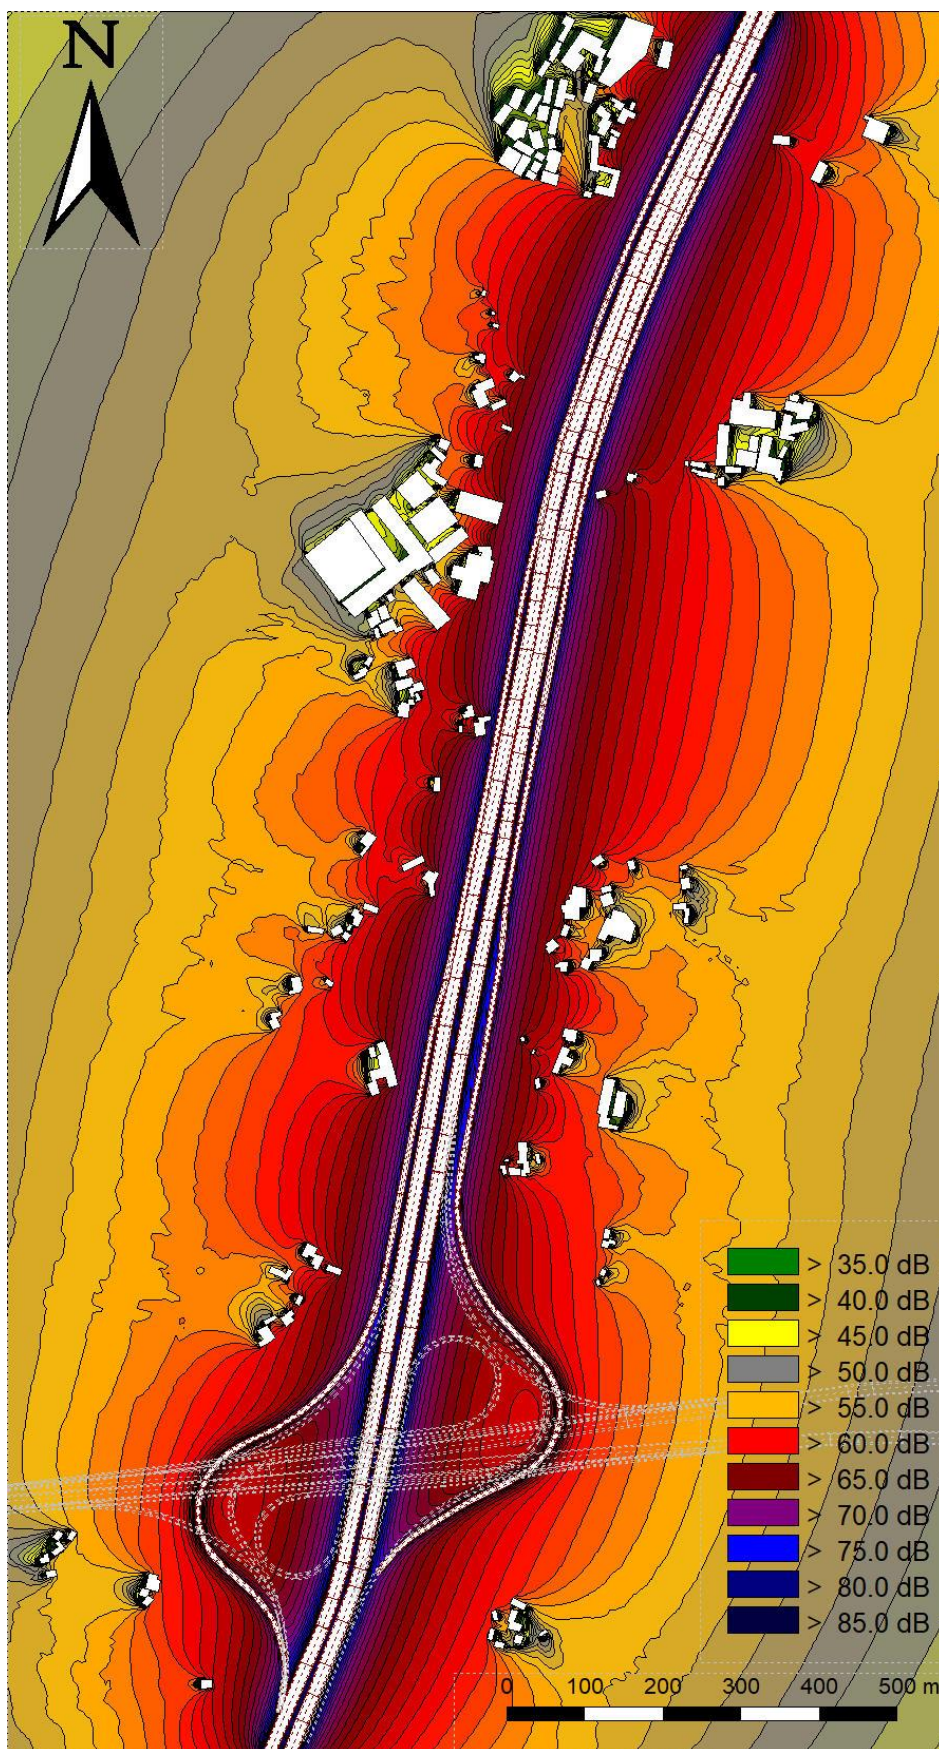 N
> 35.0 dB
> 40.0 dB
> 45.0 dB
> 50.0 dB
> 55.0 dB
> 60.0 dB
> 65.0 dB
> 70.0 dB
> 75.0 dB
> 80.0 dB
> 85.0 dB
0 100 200 300 400 500 m